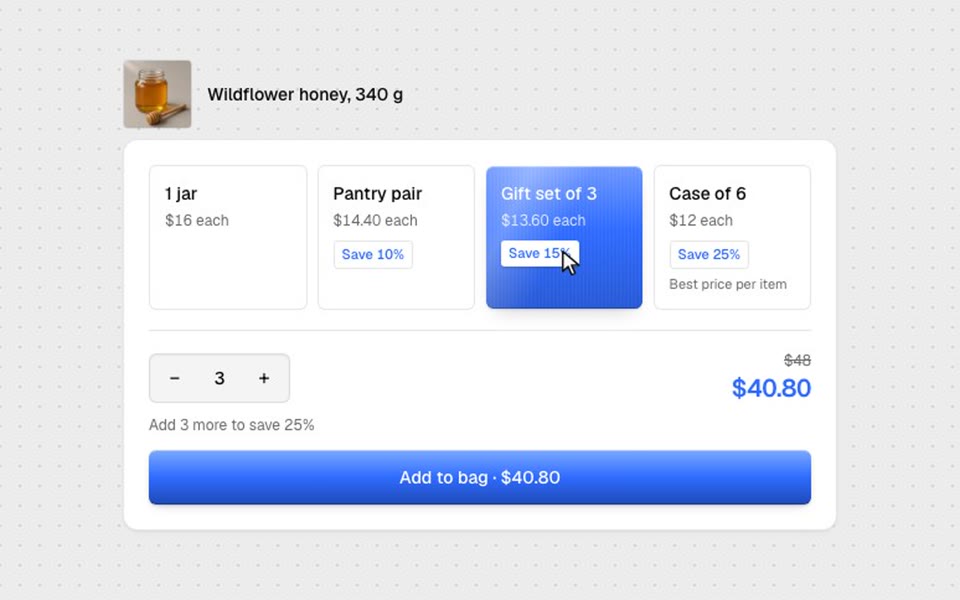 Wildflower honey, 340 g
1 jar
$16 each
Pantry pair
$14.40 each
Save 10%
Gift set of 3
$13.60 each
Save 15%
Case of 6
$12 each
Save 25%
Best price per item
− 3 +
$48
$40.80
Add 3 more to save 25%
Add to bag · $40.80